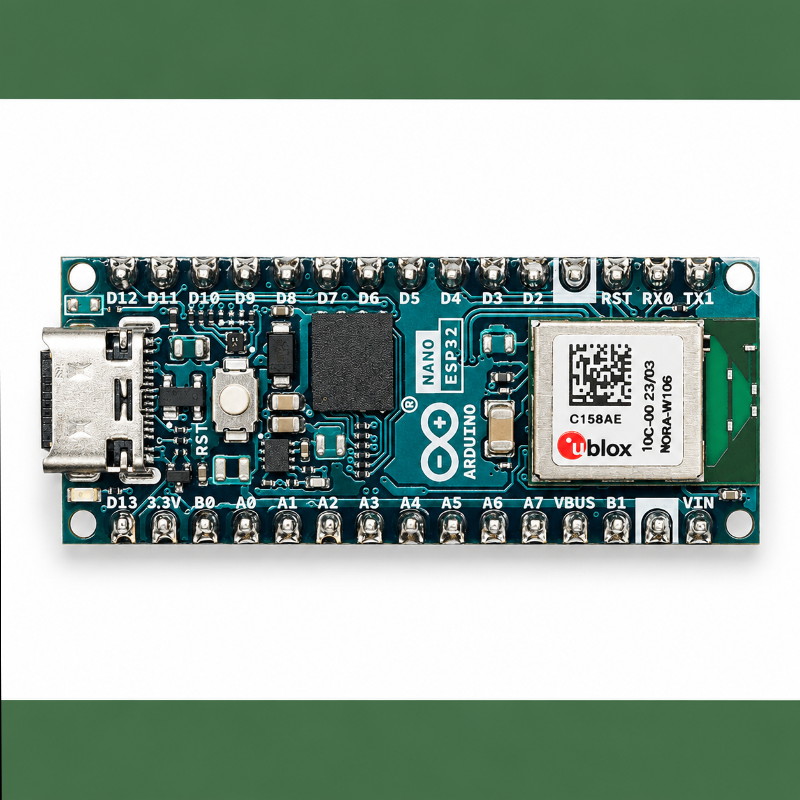 D12 D11 D10 D9 D8 D7 D6 D5 D4 D3 D2 RST RX0 TX1
NANO
ESP32
®
ARDUINO
RST
C158AE
ublox
10C-00 23/03
NORA-W106
D13 3.3V B0 A0 A1 A2 A3 A4 A5 A6 A7 VBUS B1 VIN